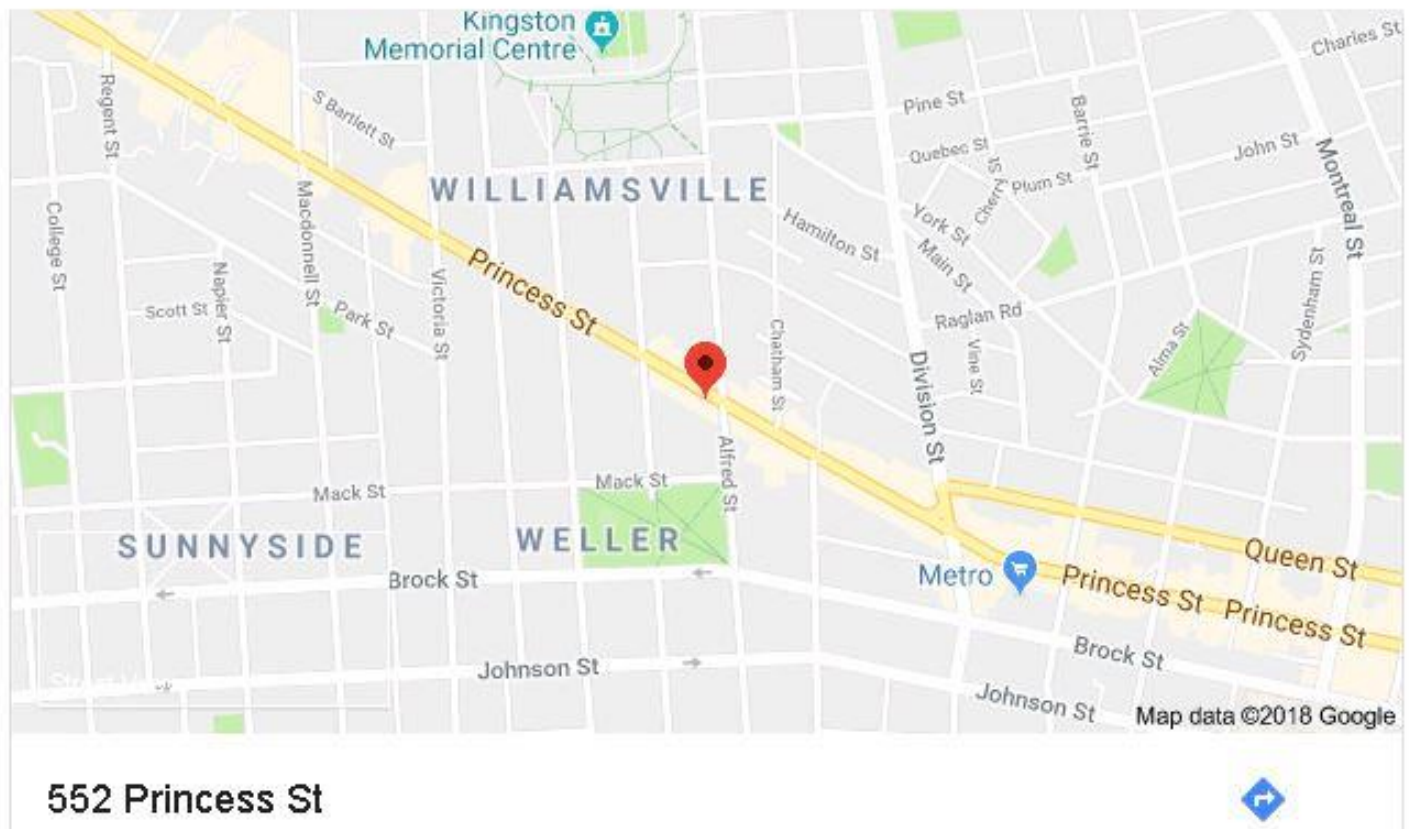 Kingston
Memorial Centre
Charles St
Regent St
S Bartlett St
Pine St
Barrie St
Quebec St
John St
Montreal St
WILLIAMSVILLE
Cherry St
Plum St
College St
Macdonnell St
Hamilton St
York St
Main St
Napier St
Victoria St
Princess St
Sydenham St
Scott St
Park St
Raglan Rd
Chatham St
Vine St
Alma St
Division St
Alfred St
Mack St
Mack St
SUNNYSIDE
WELLER
Queen St
Brock St
Metro
Princess St
Princess St
Brock St
Johnson St
Johnson St
Map data ©2018 Google
552 Princess St